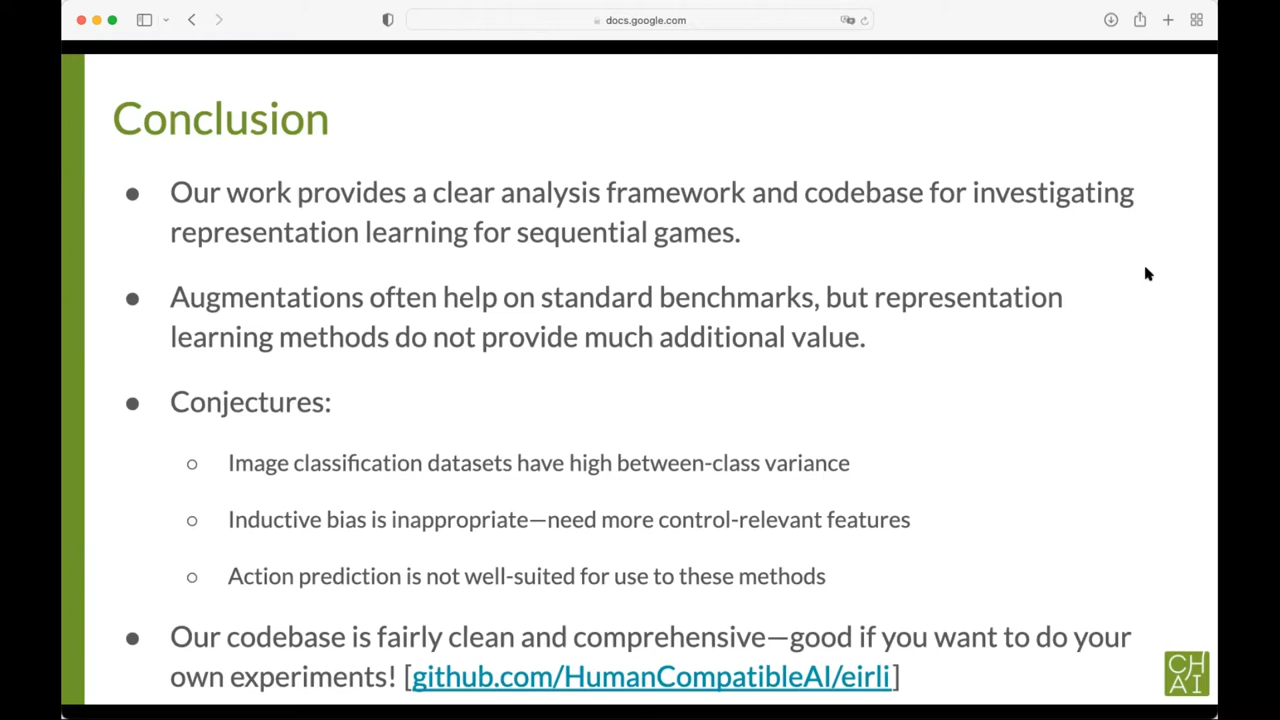 docs.google.com
Conclusion
● Our work provides a clear analysis framework and codebase for investigating
representation learning for sequential games.
● Augmentations often help on standard benchmarks, but representation
learning methods do not provide much additional value.
● Conjectures:
○ Image classification datasets have high between-class variance
○ Inductive bias is inappropriate—need more control-relevant features
○ Action prediction is not well-suited for use to these methods
● Our codebase is fairly clean and comprehensive—good if you want to do your
own experiments! [github.com/HumanCompatibleAI/eirli]
CH
AI